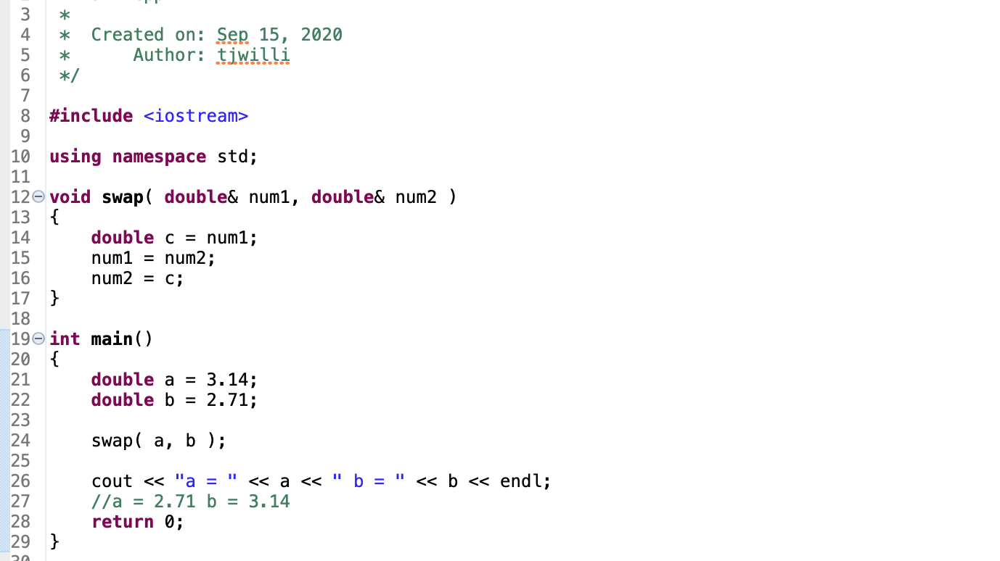 3 *
4 * Created on: Sep 15, 2020
5 * Author: tjwilli
6 */
7
8 #include <iostream>
9
10 using namespace std;
11
12 void swap( double& num1, double& num2 )
13 {
14 double c = num1;
15 num1 = num2;
16 num2 = c;
17 }
18
19 int main()
20 {
21 double a = 3.14;
22 double b = 2.71;
23
24 swap( a, b );
25
26 cout << "a = " << a << " b = " << b << endl;
27 //a = 2.71 b = 3.14
28 return 0;
29 }
30